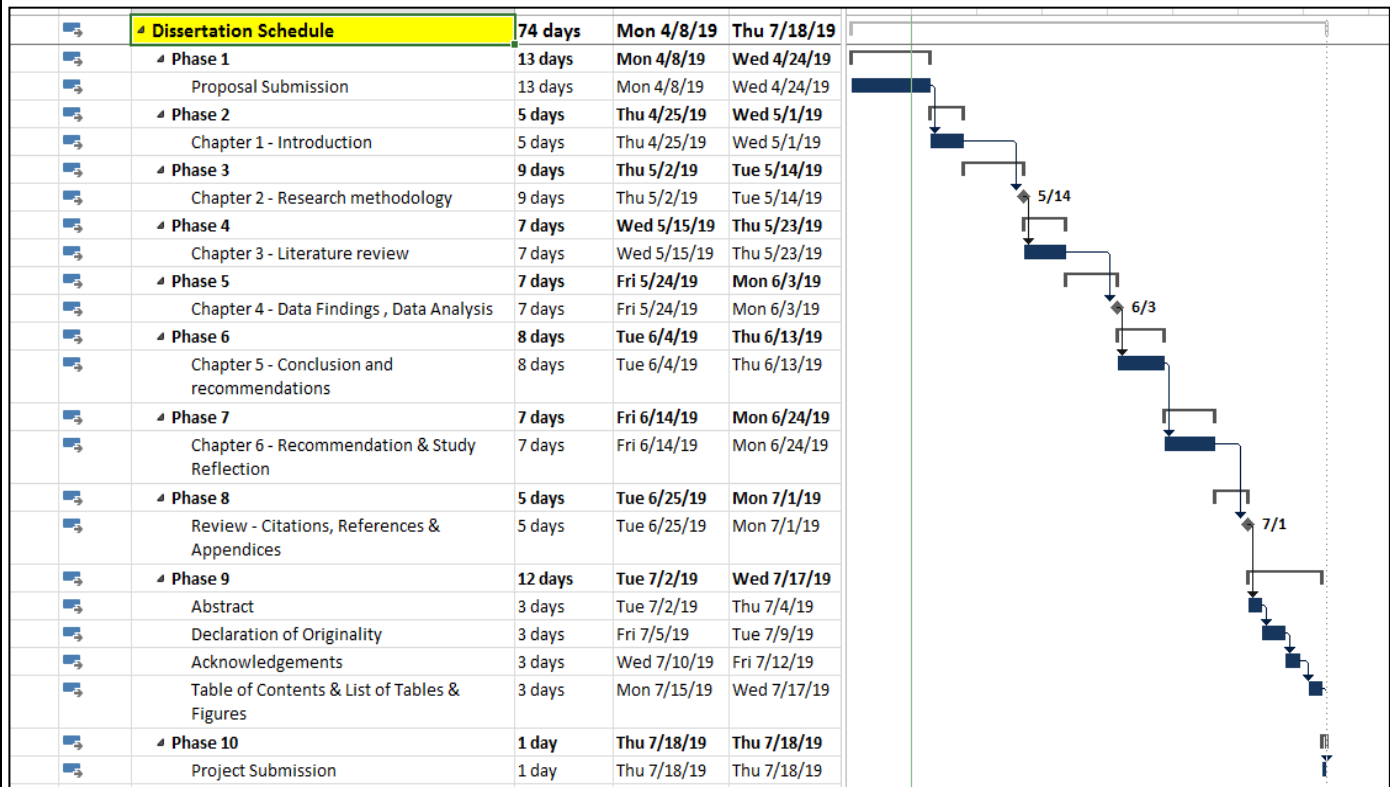 Dissertation Schedule 74 days Mon 4/8/19 Thu 7/18/19
Phase 1 13 days Mon 4/8/19 Wed 4/24/19
Proposal Submission 13 days Mon 4/8/19 Wed 4/24/19
Phase 2 5 days Thu 4/25/19 Wed 5/1/19
Chapter 1 - Introduction 5 days Thu 4/25/19 Wed 5/1/19
Phase 3 9 days Thu 5/2/19 Tue 5/14/19
Chapter 2 - Research methodology 9 days Thu 5/2/19 Tue 5/14/19 5/14
Phase 4 7 days Wed 5/15/19 Thu 5/23/19
Chapter 3 - Literature review 7 days Wed 5/15/19 Thu 5/23/19
Phase 5 7 days Fri 5/24/19 Mon 6/3/19
Chapter 4 - Data Findings , Data Analysis 7 days Fri 5/24/19 Mon 6/3/19 6/3
Phase 6 8 days Tue 6/4/19 Thu 6/13/19
Chapter 5 - Conclusion and 8 days Tue 6/4/19 Thu 6/13/19
recommendations
Phase 7 7 days Fri 6/14/19 Mon 6/24/19
Chapter 6 - Recommendation & Study 7 days Fri 6/14/19 Mon 6/24/19
Reflection
Phase 8 5 days Tue 6/25/19 Mon 7/1/19
Review - Citations, References & 5 days Tue 6/25/19 Mon 7/1/19 7/1
Appendices
Phase 9 12 days Tue 7/2/19 Wed 7/17/19
Abstract 3 days Tue 7/2/19 Thu 7/4/19
Declaration of Originality 3 days Fri 7/5/19 Tue 7/9/19
Acknowledgements 3 days Wed 7/10/19 Fri 7/12/19
Table of Contents & List of Tables & 3 days Mon 7/15/19 Wed 7/17/19
Figures
Phase 10 1 day Thu 7/18/19 Thu 7/18/19
Project Submission 1 day Thu 7/18/19 Thu 7/18/19